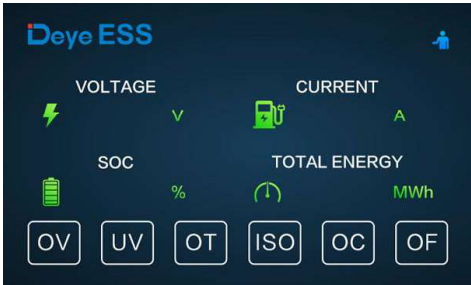 Deye ESS
VOLTAGE
CURRENT
V
A
SOC
TOTAL ENERGY
%
MWh
OV
UV
OT
ISO
OC
OF